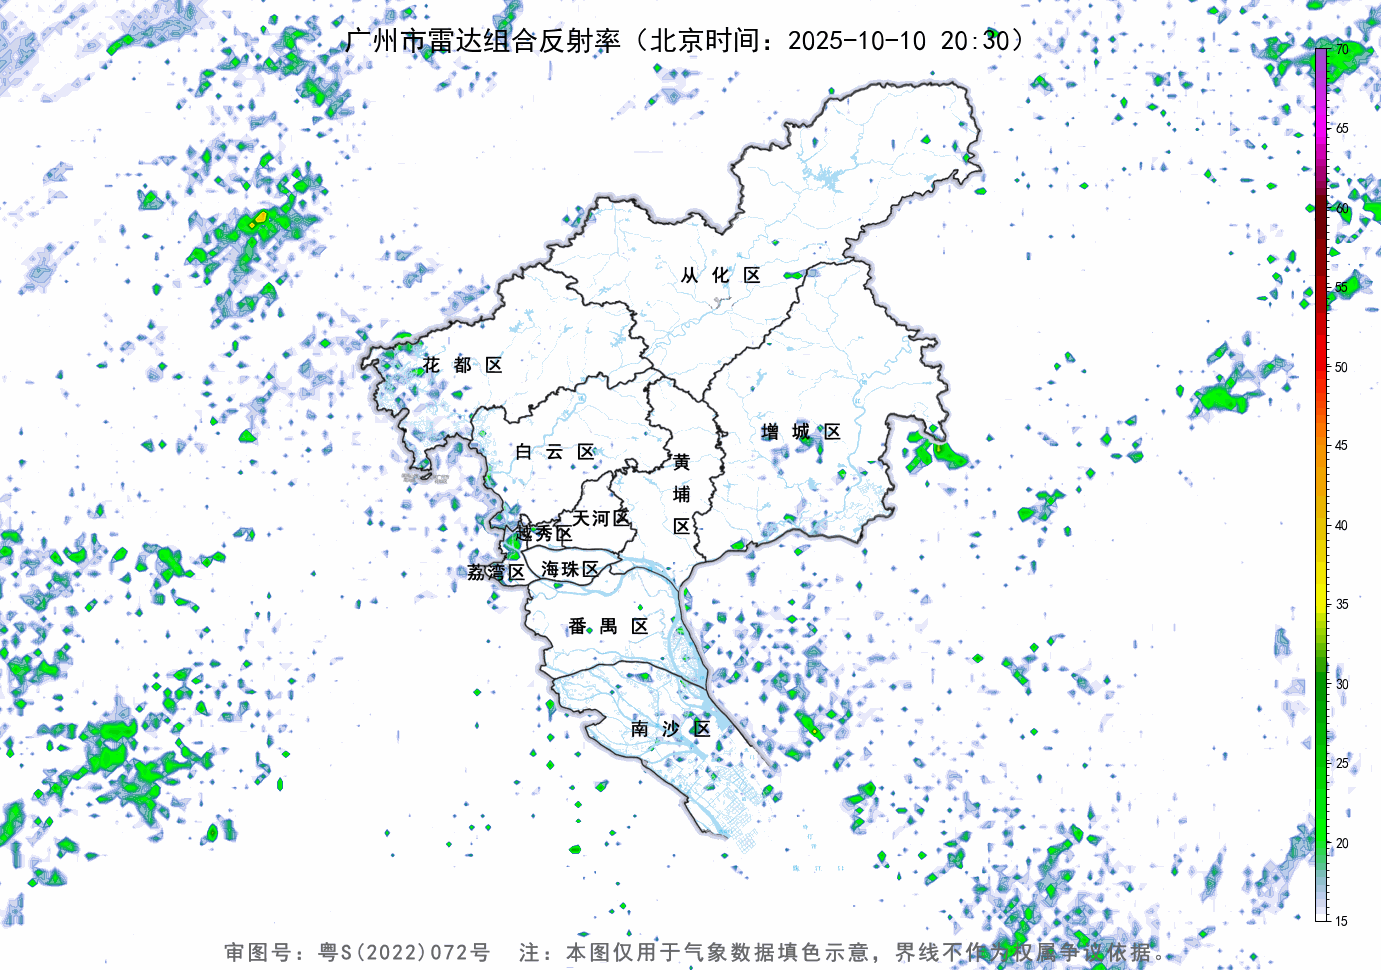 广州市雷达组合反射率（北京时间：2025-10-10 20:30）
70
65
60
55
50
45
40
35
30
25
20
15
从化区
花都区
增城区
白云区
黄埔区
天河区
越秀区
荔湾区
海珠区
番禺区
南沙区
审图号：粤S(2022)072号 注：本图仅用于气象数据填色示意，界线不作为权属争议依据。